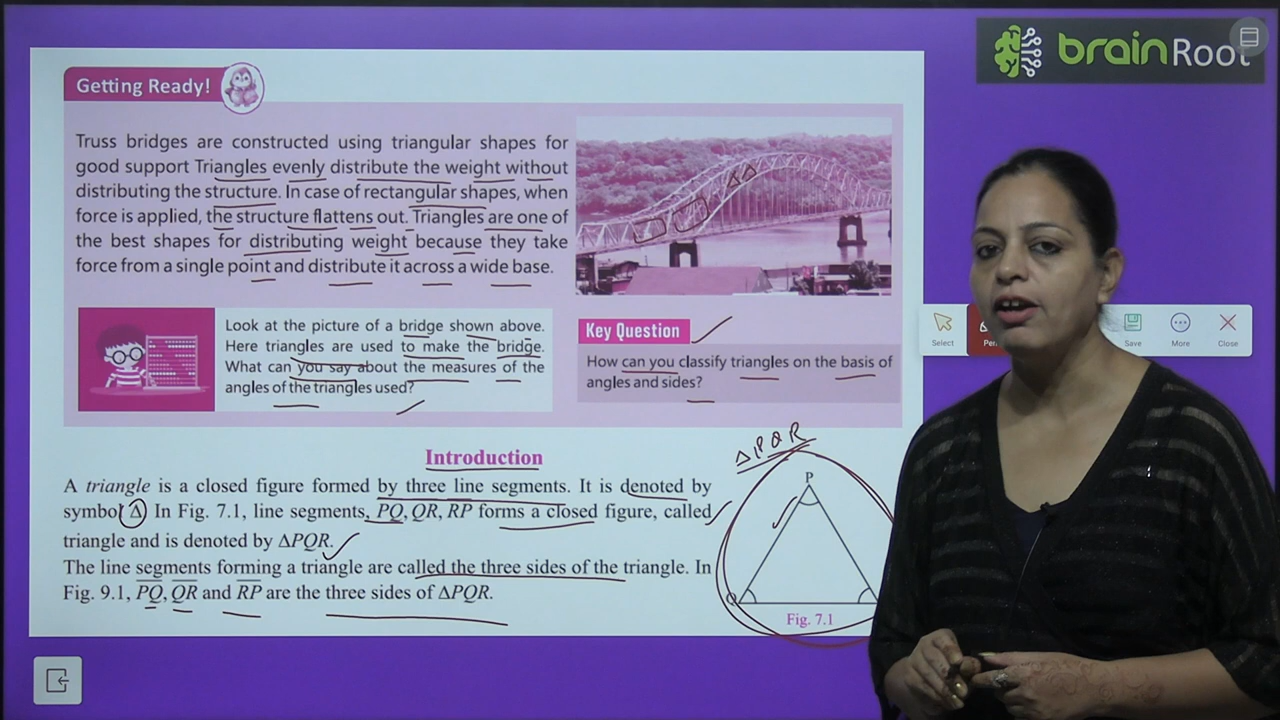 brainRoot
Getting Ready!
Truss bridges are constructed using triangular shapes for
good support Triangles evenly distribute the weight without
distributing the structure. In case of rectangular shapes, when
force is applied, the structure flattens out. Triangles are one of
the best shapes for distributing weight because they take
force from a single point and distribute it across a wide base.
Look at the picture of a bridge shown above.
Here triangles are used to make the bridge.
What can you say about the measures of the
angles of the triangles used?
Key Question
How can you classify triangles on the basis of
angles and sides?
Select
Pen
Save
More
Close
Introduction
A triangle is a closed figure formed by three line segments. It is denoted by
symbol Δ In Fig. 7.1, line segments, PQ, QR, RP forms a closed figure, called
triangle and is denoted by ΔPQR.
The line segments forming a triangle are called the three sides of the triangle. In
Fig. 9.1, P̅Q̅, Q̅R̅ and R̅P̅ are the three sides of ΔPQR.
ΔPQR
P
Q
Fig. 7.1